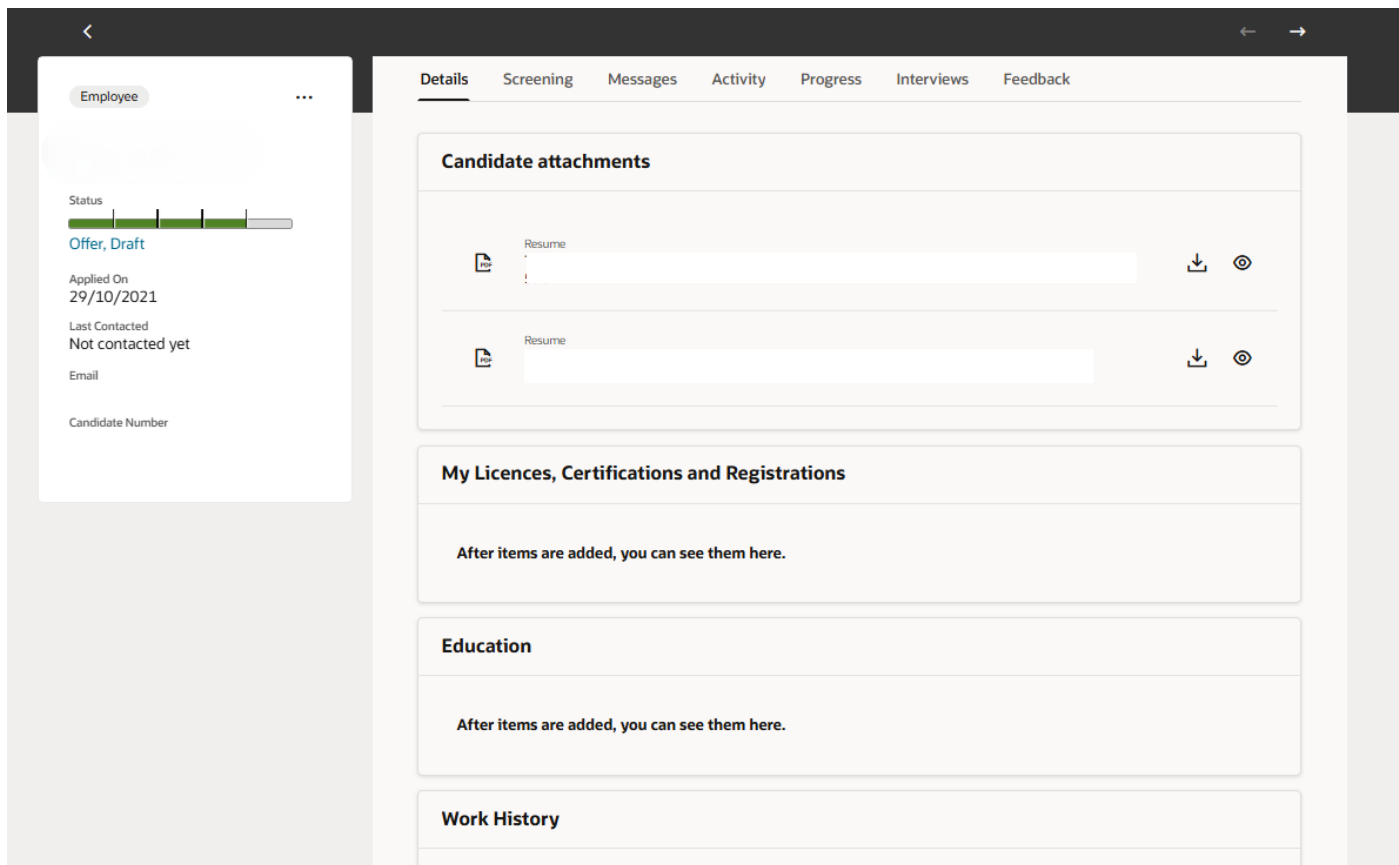 Employee
Status
Offer, Draft
Applied On
29/10/2021
Last Contacted
Not contacted yet
Email
Candidate Number
Details Screening Messages Activity Progress Interviews Feedback
Candidate attachments
Resume
PDF
Resume
PDF
My Licences, Certifications and Registrations
After items are added, you can see them here.
Education
After items are added, you can see them here.
Work History